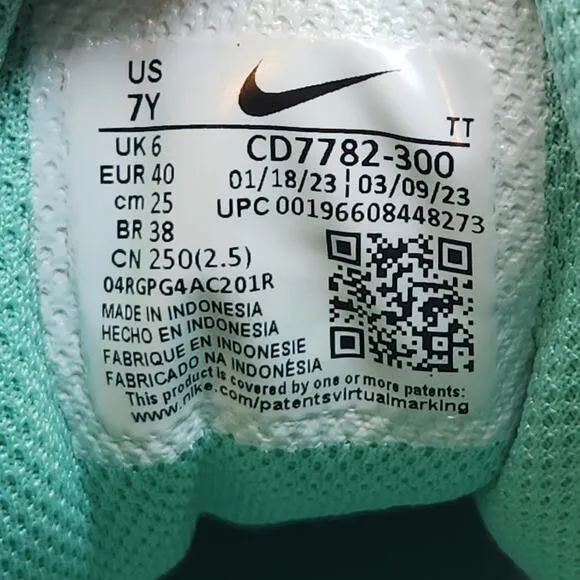 US
7Y
TT
UK 6
EUR 40
cm 25
BR 38
CN 250(2.5)
CD7782-300
01/18/23 ¦ 03/09/23
UPC 00196608448273
04RGPG4AC201R
MADE IN INDONESIA
HECHO EN INDONESIA
FABRIQUE EN INDONESIE
FABRICADO NA INDONÉSIA
This product is covered by one or more patents:
www.nike.com/patentsvirtualmarking